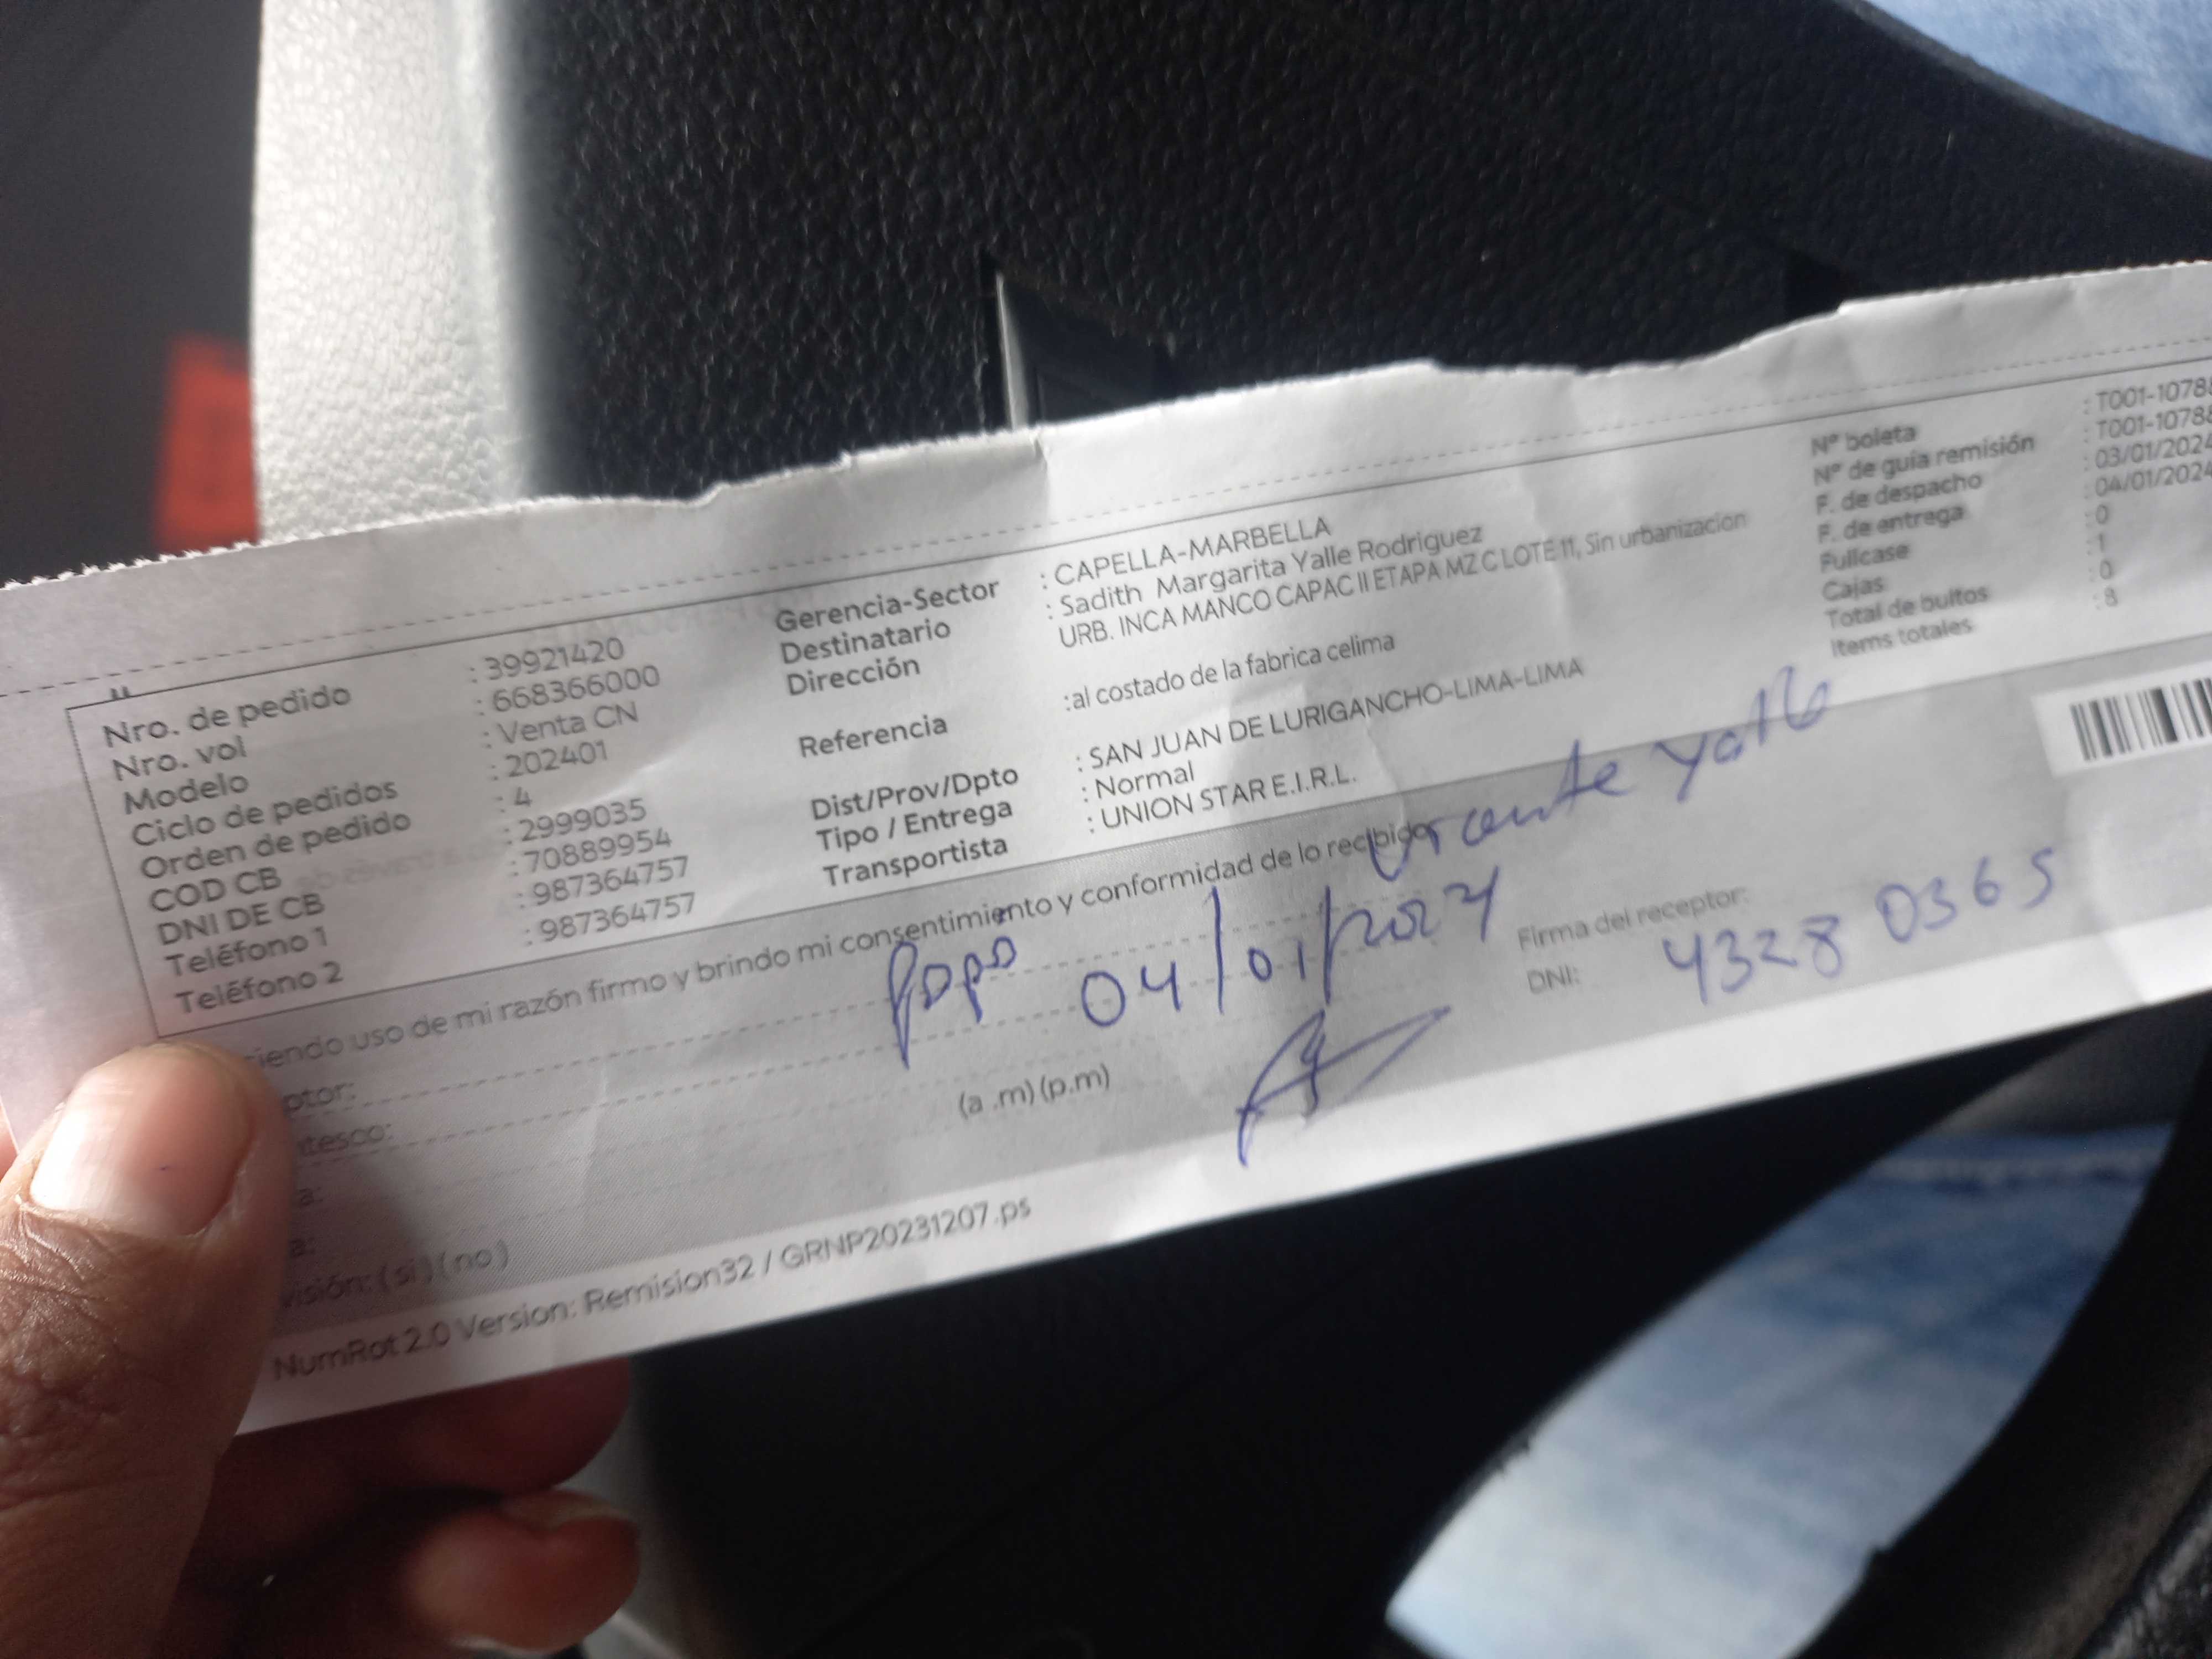 Nro. de pedido : 39921420
Nro. vol : 668366000
Modelo : Venta CN
Ciclo de pedidos : 202401
Orden de pedido : 4
COD CB : 2999035
DNI DE CB : 70889954
Teléfono 1 : 987364757
Teléfono 2 : 987364757
Gerencia-Sector : CAPELLA-MARBELLA
Destinatario : Sadith Margarita Yalle Rodriguez
Dirección URB. INCA MANCO CAPAC II ETAPA MZ C LOTE 11, Sin urbanizacion
Referencia :al costado de la fabrica celima
Dist/Prov/Dpto : SAN JUAN DE LURIGANCHO-LIMA-LIMA
Tipo / Entrega : Normal
Transportista : UNION STAR E.I.R.L.
Nº boleta : T001-1078
Nº de guía remisión : T001-1078
F. de despacho : 03/01/2024
F. de entrega : 04/01/2024
Fullcase : 0
Cajas : 1
Total de bultos : 0
Items totales : 8
iendo uso de mi razón firmo y brindo mi consentimiento y conformidad de lo recibido
ptor:
tesco:
a:
(a .m) (p.m)
a:
visión: ( si ) ( no )
04/01/2024
Firma del receptor:
DNI: 43280365
NumRot 2.0 Version: Remision32 / GRNP20231207.ps